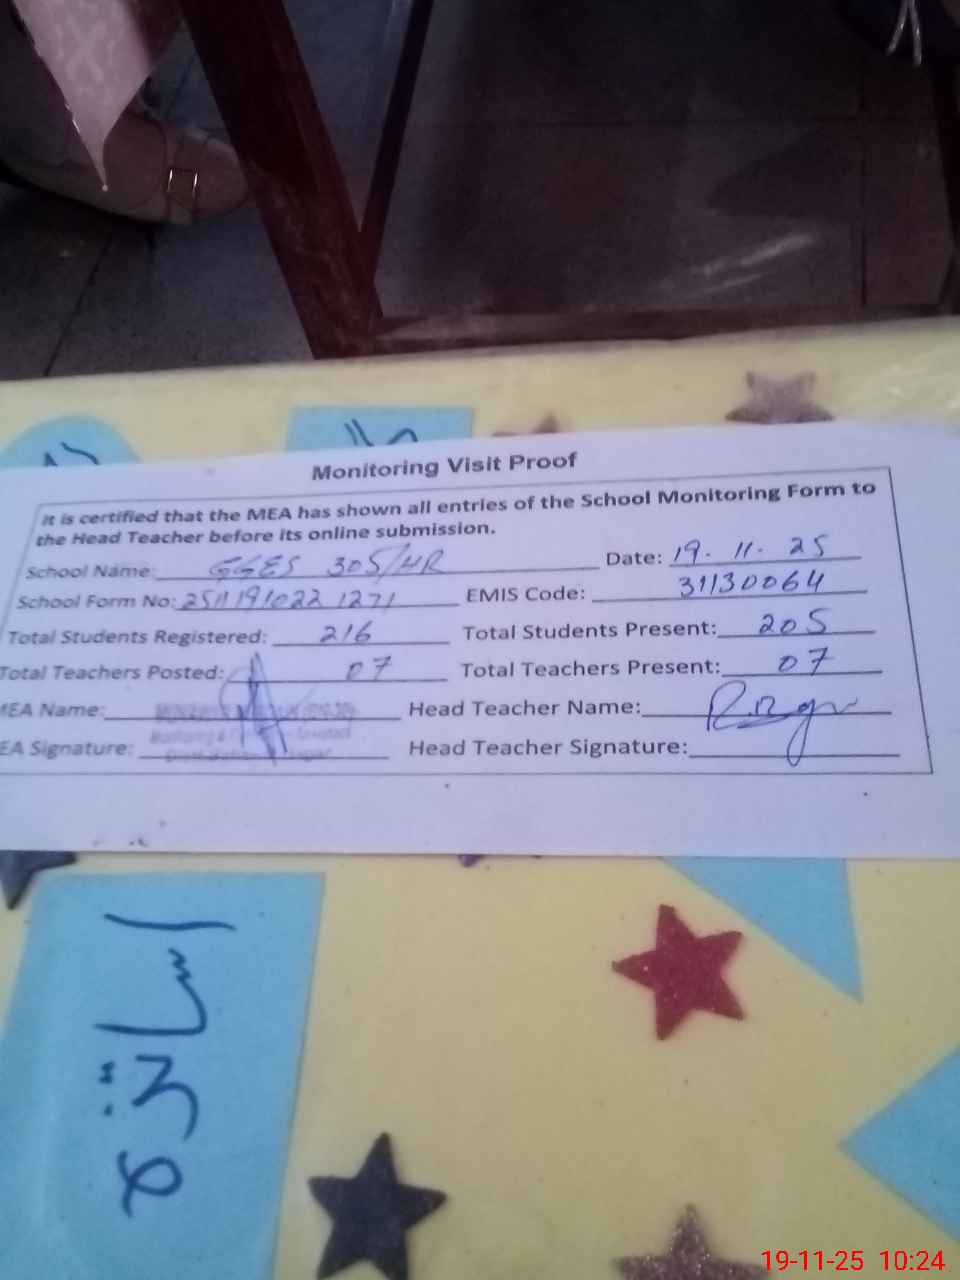 Monitoring Visit Proof
It is certified that the MEA has shown all entries of the School Monitoring Form to
the Head Teacher before its online submission.
School Name: GGES 305/HR Date: 19-11-25
School Form No: EMIS Code: 31130064
Total Students Registered: 216 Total Students Present: 205
Total Teachers Posted: 07 Total Teachers Present: 07
MEA Name: Head Teacher Name:
EA Signature: Head Teacher Signature:
اساتزہ
19-11-25 10:24